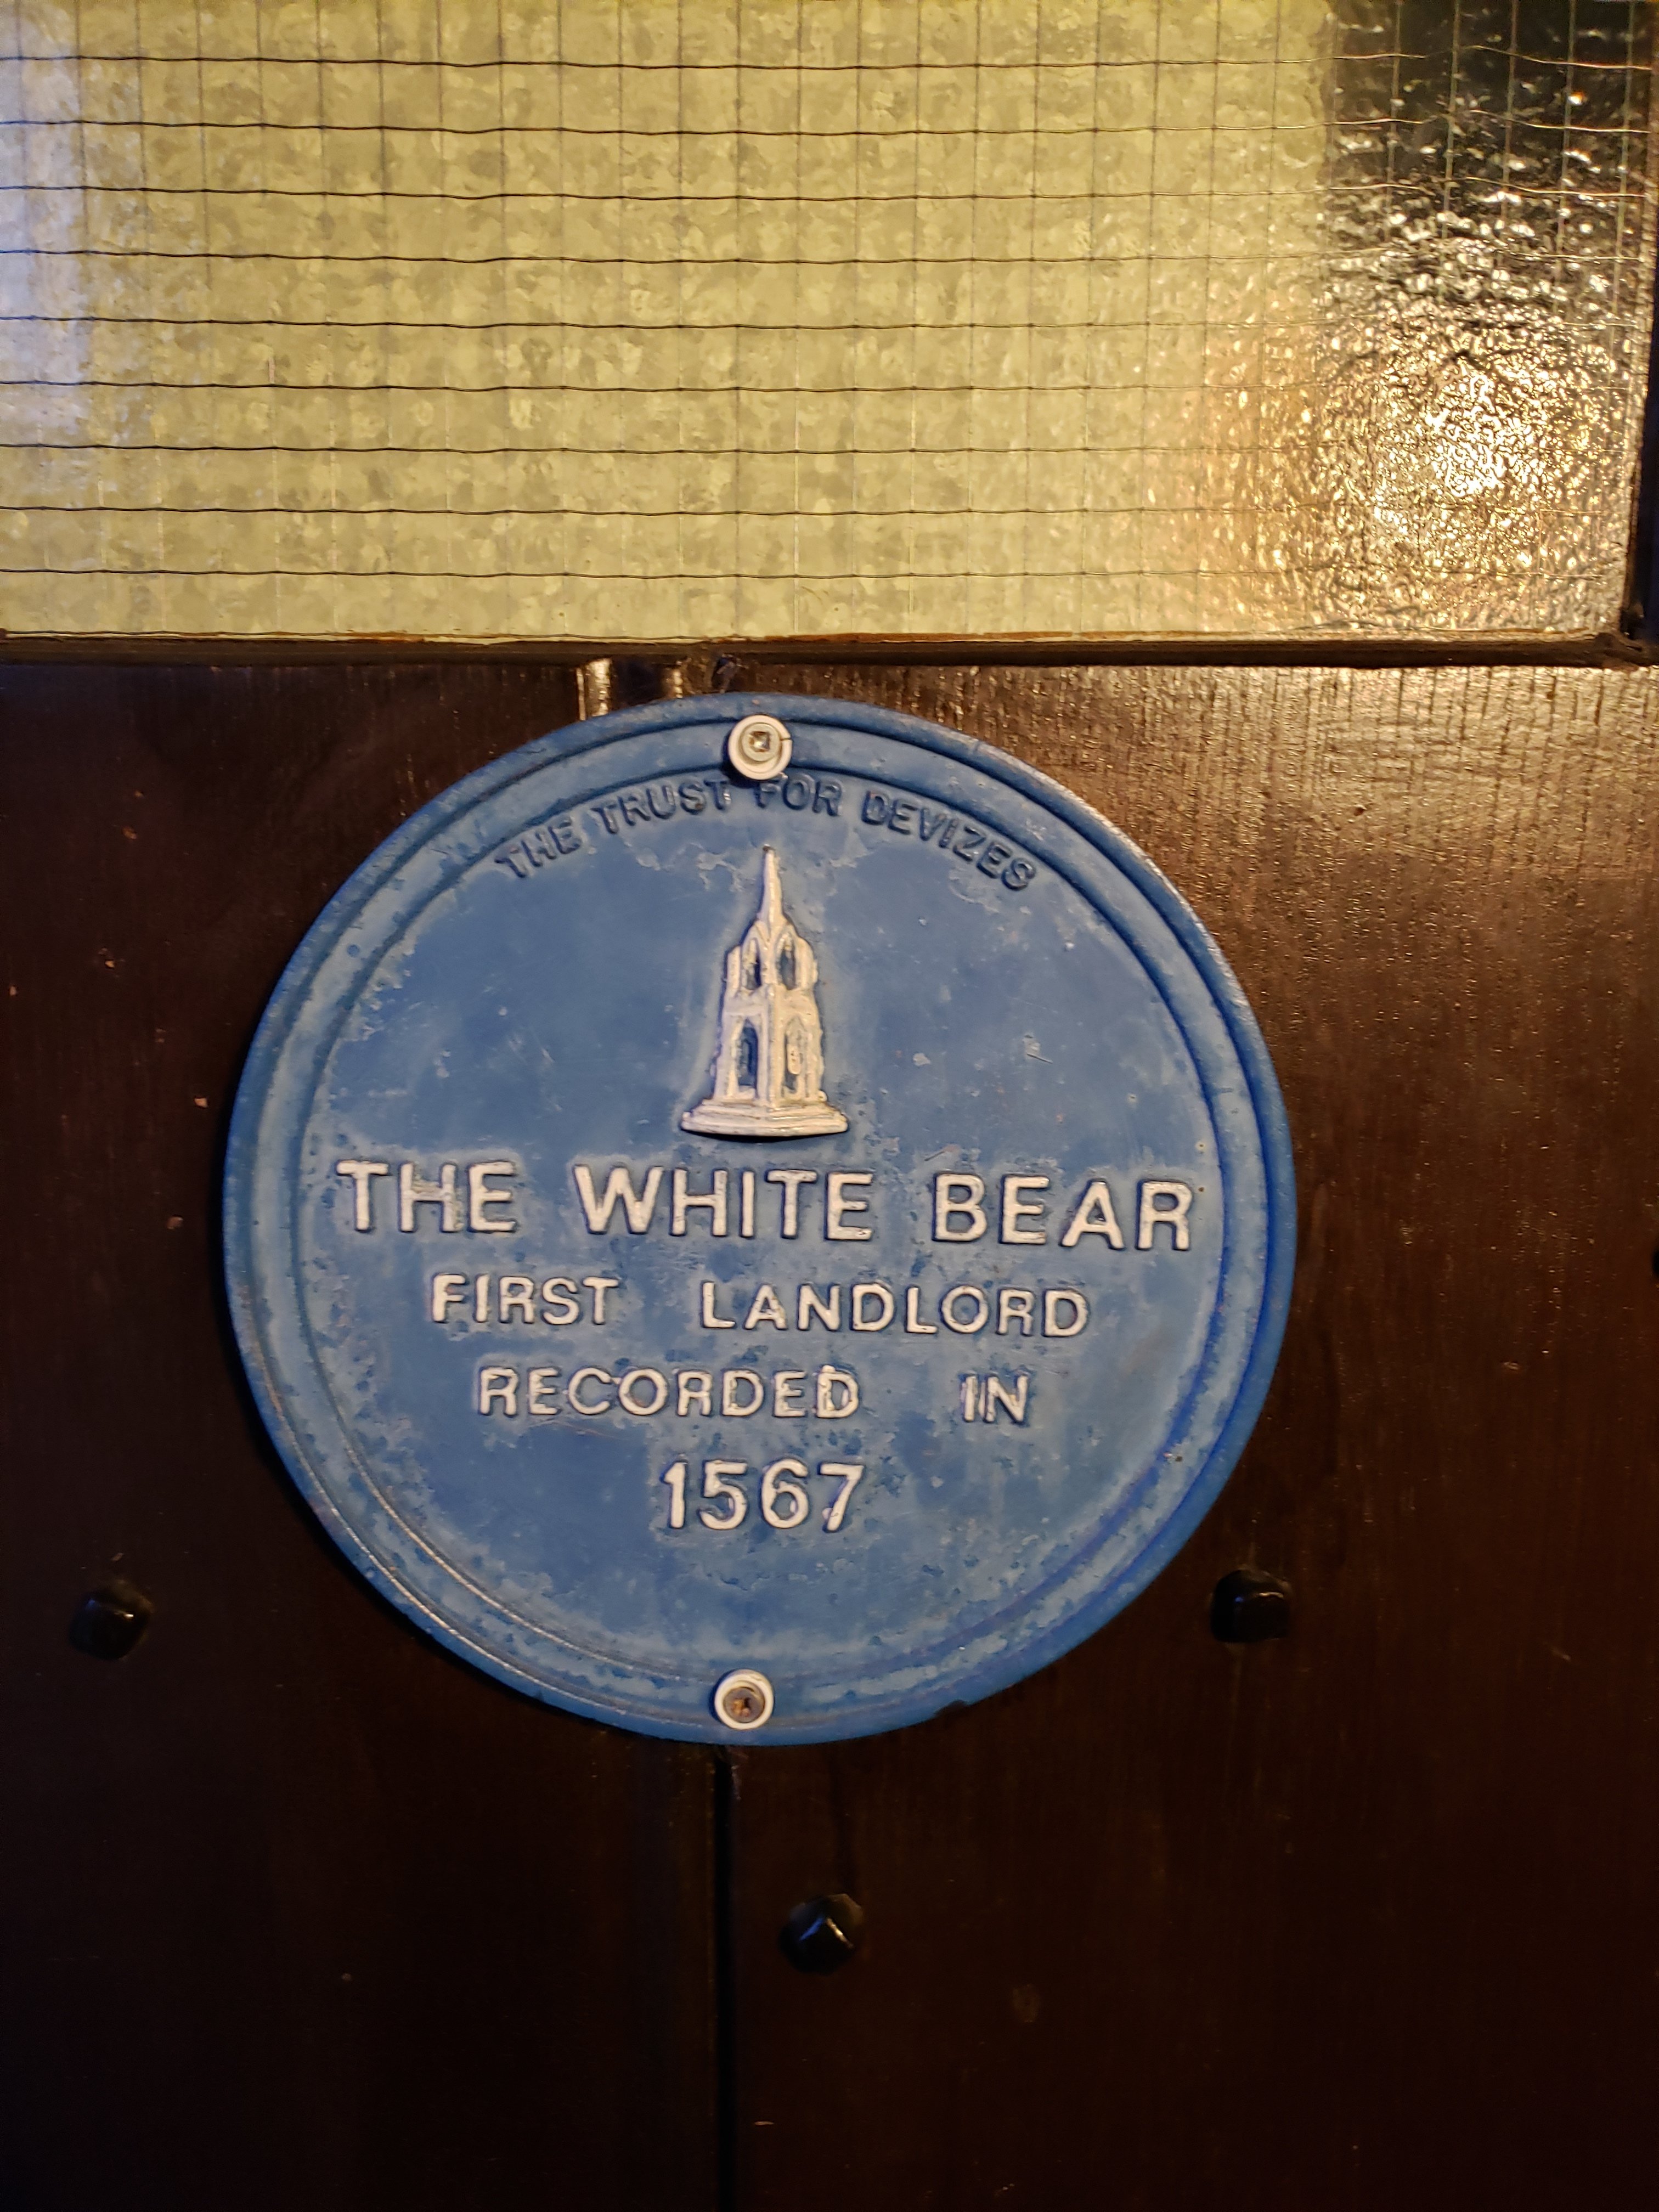 THE TRUST FOR DEVIZES
THE WHITE BEAR
FIRST LANDLORD
RECORDED IN
1567